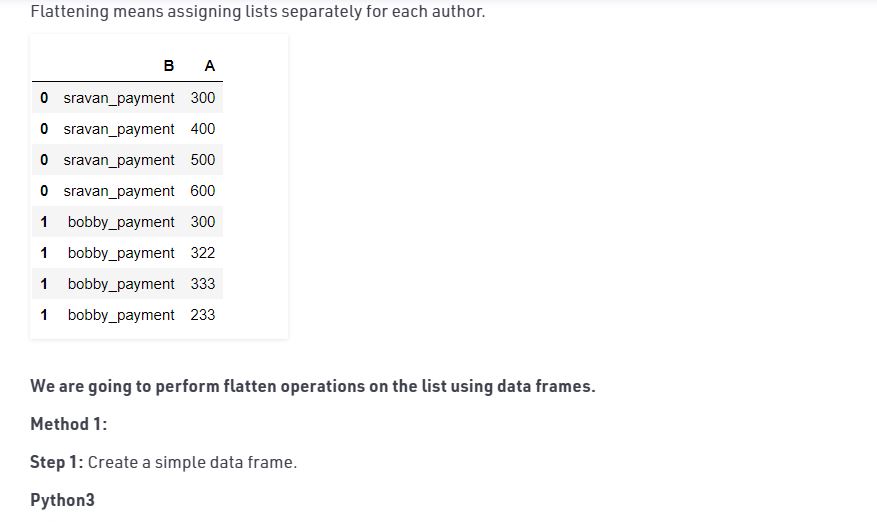 Flattening means assigning lists separately for each author.
B A
0 sravan_payment 300
0 sravan_payment 400
0 sravan_payment 500
0 sravan_payment 600
1 bobby_payment 300
1 bobby_payment 322
1 bobby_payment 333
1 bobby_payment 233
We are going to perform flatten operations on the list using data frames.
Method 1:
Step 1: Create a simple data frame.
Python3